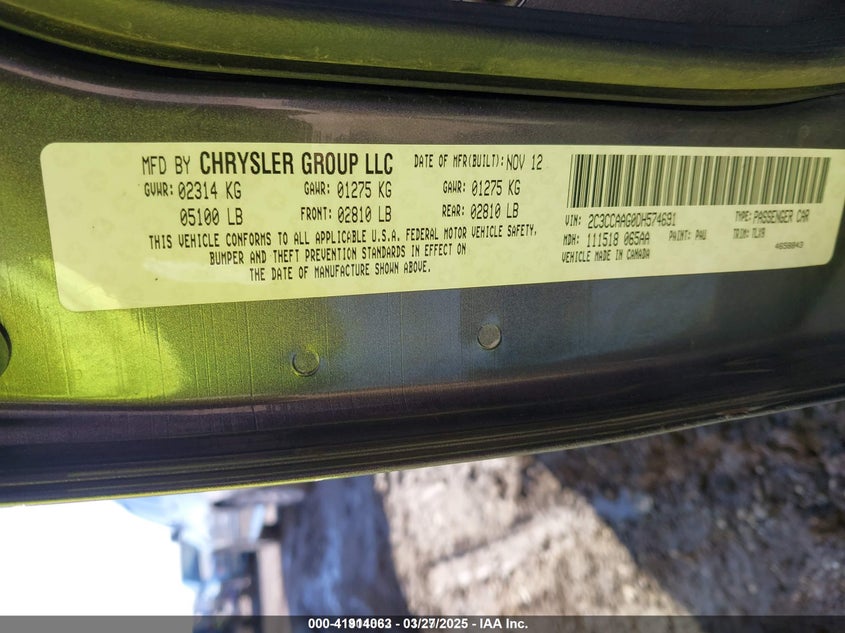 MFD BY CHRYSLER GROUP LLC DATE OF MFR(BUILT): NOV 12
GVWR: 02314 KG GAWR: 01275 KG GAWR: 01275 KG
05100 LB FRONT: 02810 LB REAR: 02810 LB
THIS VEHICLE CONFORMS TO ALL APPLICABLE U.S.A. FEDERAL MOTOR VEHICLE SAFETY,
BUMPER AND THEFT PREVENTION STANDARDS IN EFFECT ON
THE DATE OF MANUFACTURE SHOWN ABOVE.
VIN: 2C3CCAAG0DH574691 TYPE: PASSENGER CAR
MDH: 111518 065AA PAINT: PAU TRIM: TLX9
VEHICLE MADE IN CANADA 4658843
000-41914063 - 03/27/2025 - IAA Inc.